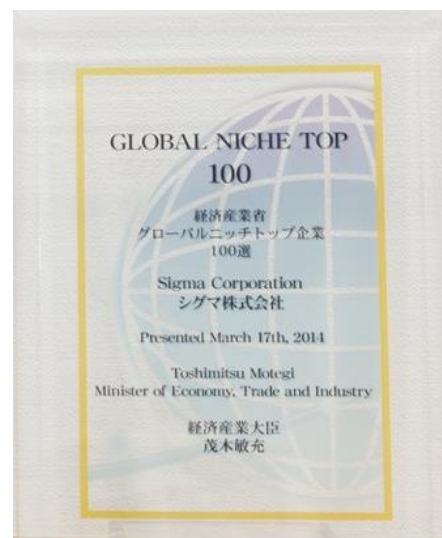 GLOBAL NICHE TOP
100
経済産業省
グローバルニッチトップ企業
100選
Sigma Corporation
シグマ株式会社
Presented March 17th, 2014
Toshimitsu Motegi
Minister of Economy, Trade and Industry
経済産業大臣
茂木敏充